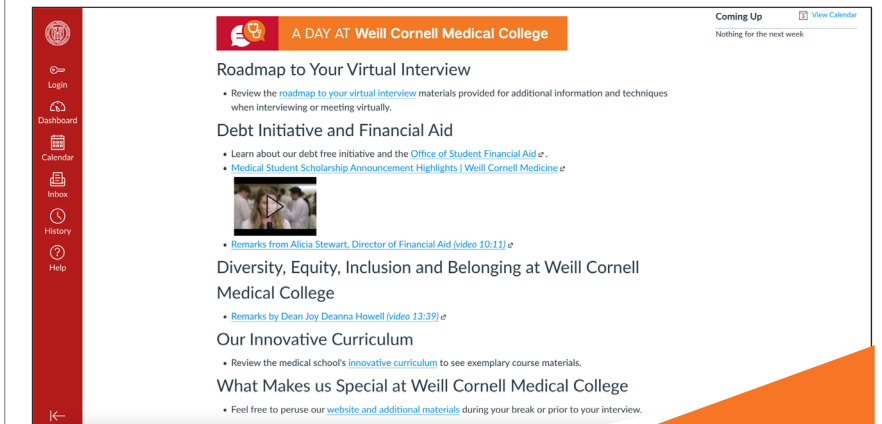 Login
Dashboard
Calendar
Inbox
History
Help
A DAY AT Weill Cornell Medical College
Roadmap to Your Virtual Interview
• Review the roadmap to your virtual interview materials provided for additional information and techniques
when interviewing or meeting virtually.
Debt Initiative and Financial Aid
• Learn about our debt free initiative and the Office of Student Financial Aid .
• Medical Student Scholarship Announcement Highlights | Weill Cornell Medicine
• Remarks from Alicia Stewart, Director of Financial Aid (video 10:11)
Diversity, Equity, Inclusion and Belonging at Weill Cornell
Medical College
• Remarks by Dean Joy Deanna Howell (video 13:39)
Our Innovative Curriculum
• Review the medical school's innovative curriculum to see exemplary course materials.
What Makes us Special at Weill Cornell Medical College
• Feel free to peruse our website and additional materials during your break or prior to your interview.
Coming Up
View Calendar
Nothing for the next week